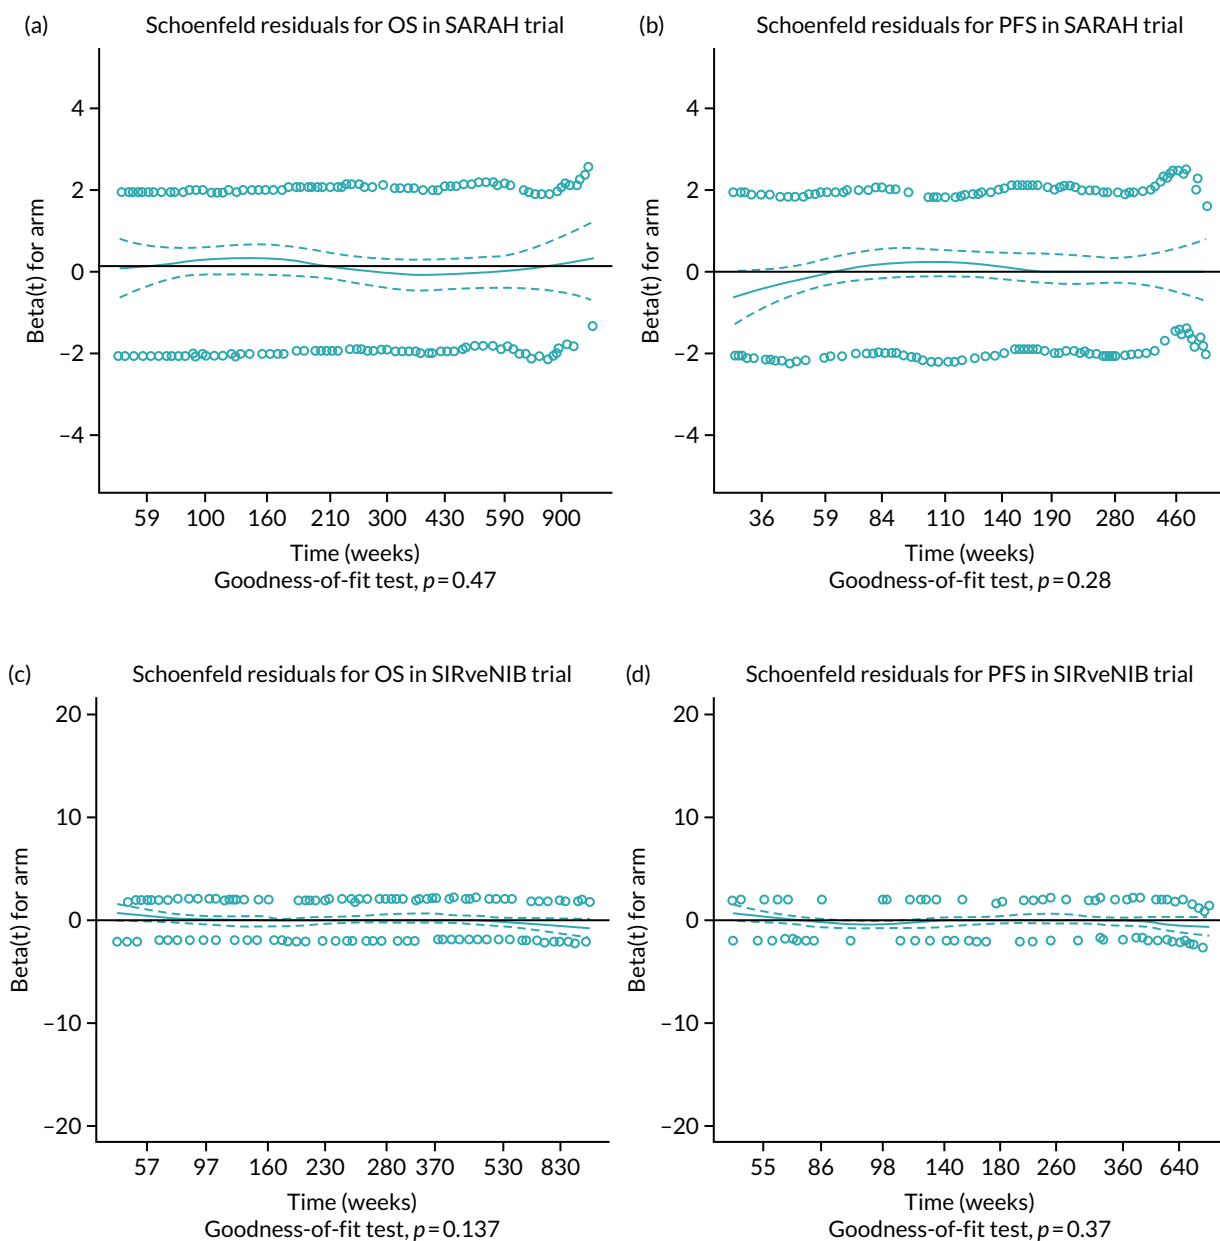 (a) Schoenfeld residuals for OS in SARAH trial
4
2
0
−2
−4
Beta(t) for arm
59 100 160 210 300 430 590 900
Time (weeks)
Goodness-of-fit test, p=0.47
(b) Schoenfeld residuals for PFS in SARAH trial
4
2
0
−2
−4
Beta(t) for arm
36 59 84 110 140 190 280 460
Time (weeks)
Goodness-of-fit test, p=0.28
(c) Schoenfeld residuals for OS in SIRveNIB trial
20
10
0
−10
−20
Beta(t) for arm
57 97 160 230 280 370 530 830
Time (weeks)
Goodness-of-fit test, p=0.137
(d) Schoenfeld residuals for PFS in SIRveNIB trial
20
10
0
−10
−20
Beta(t) for arm
55 86 98 140 180 260 360 640
Time (weeks)
Goodness-of-fit test, p=0.37